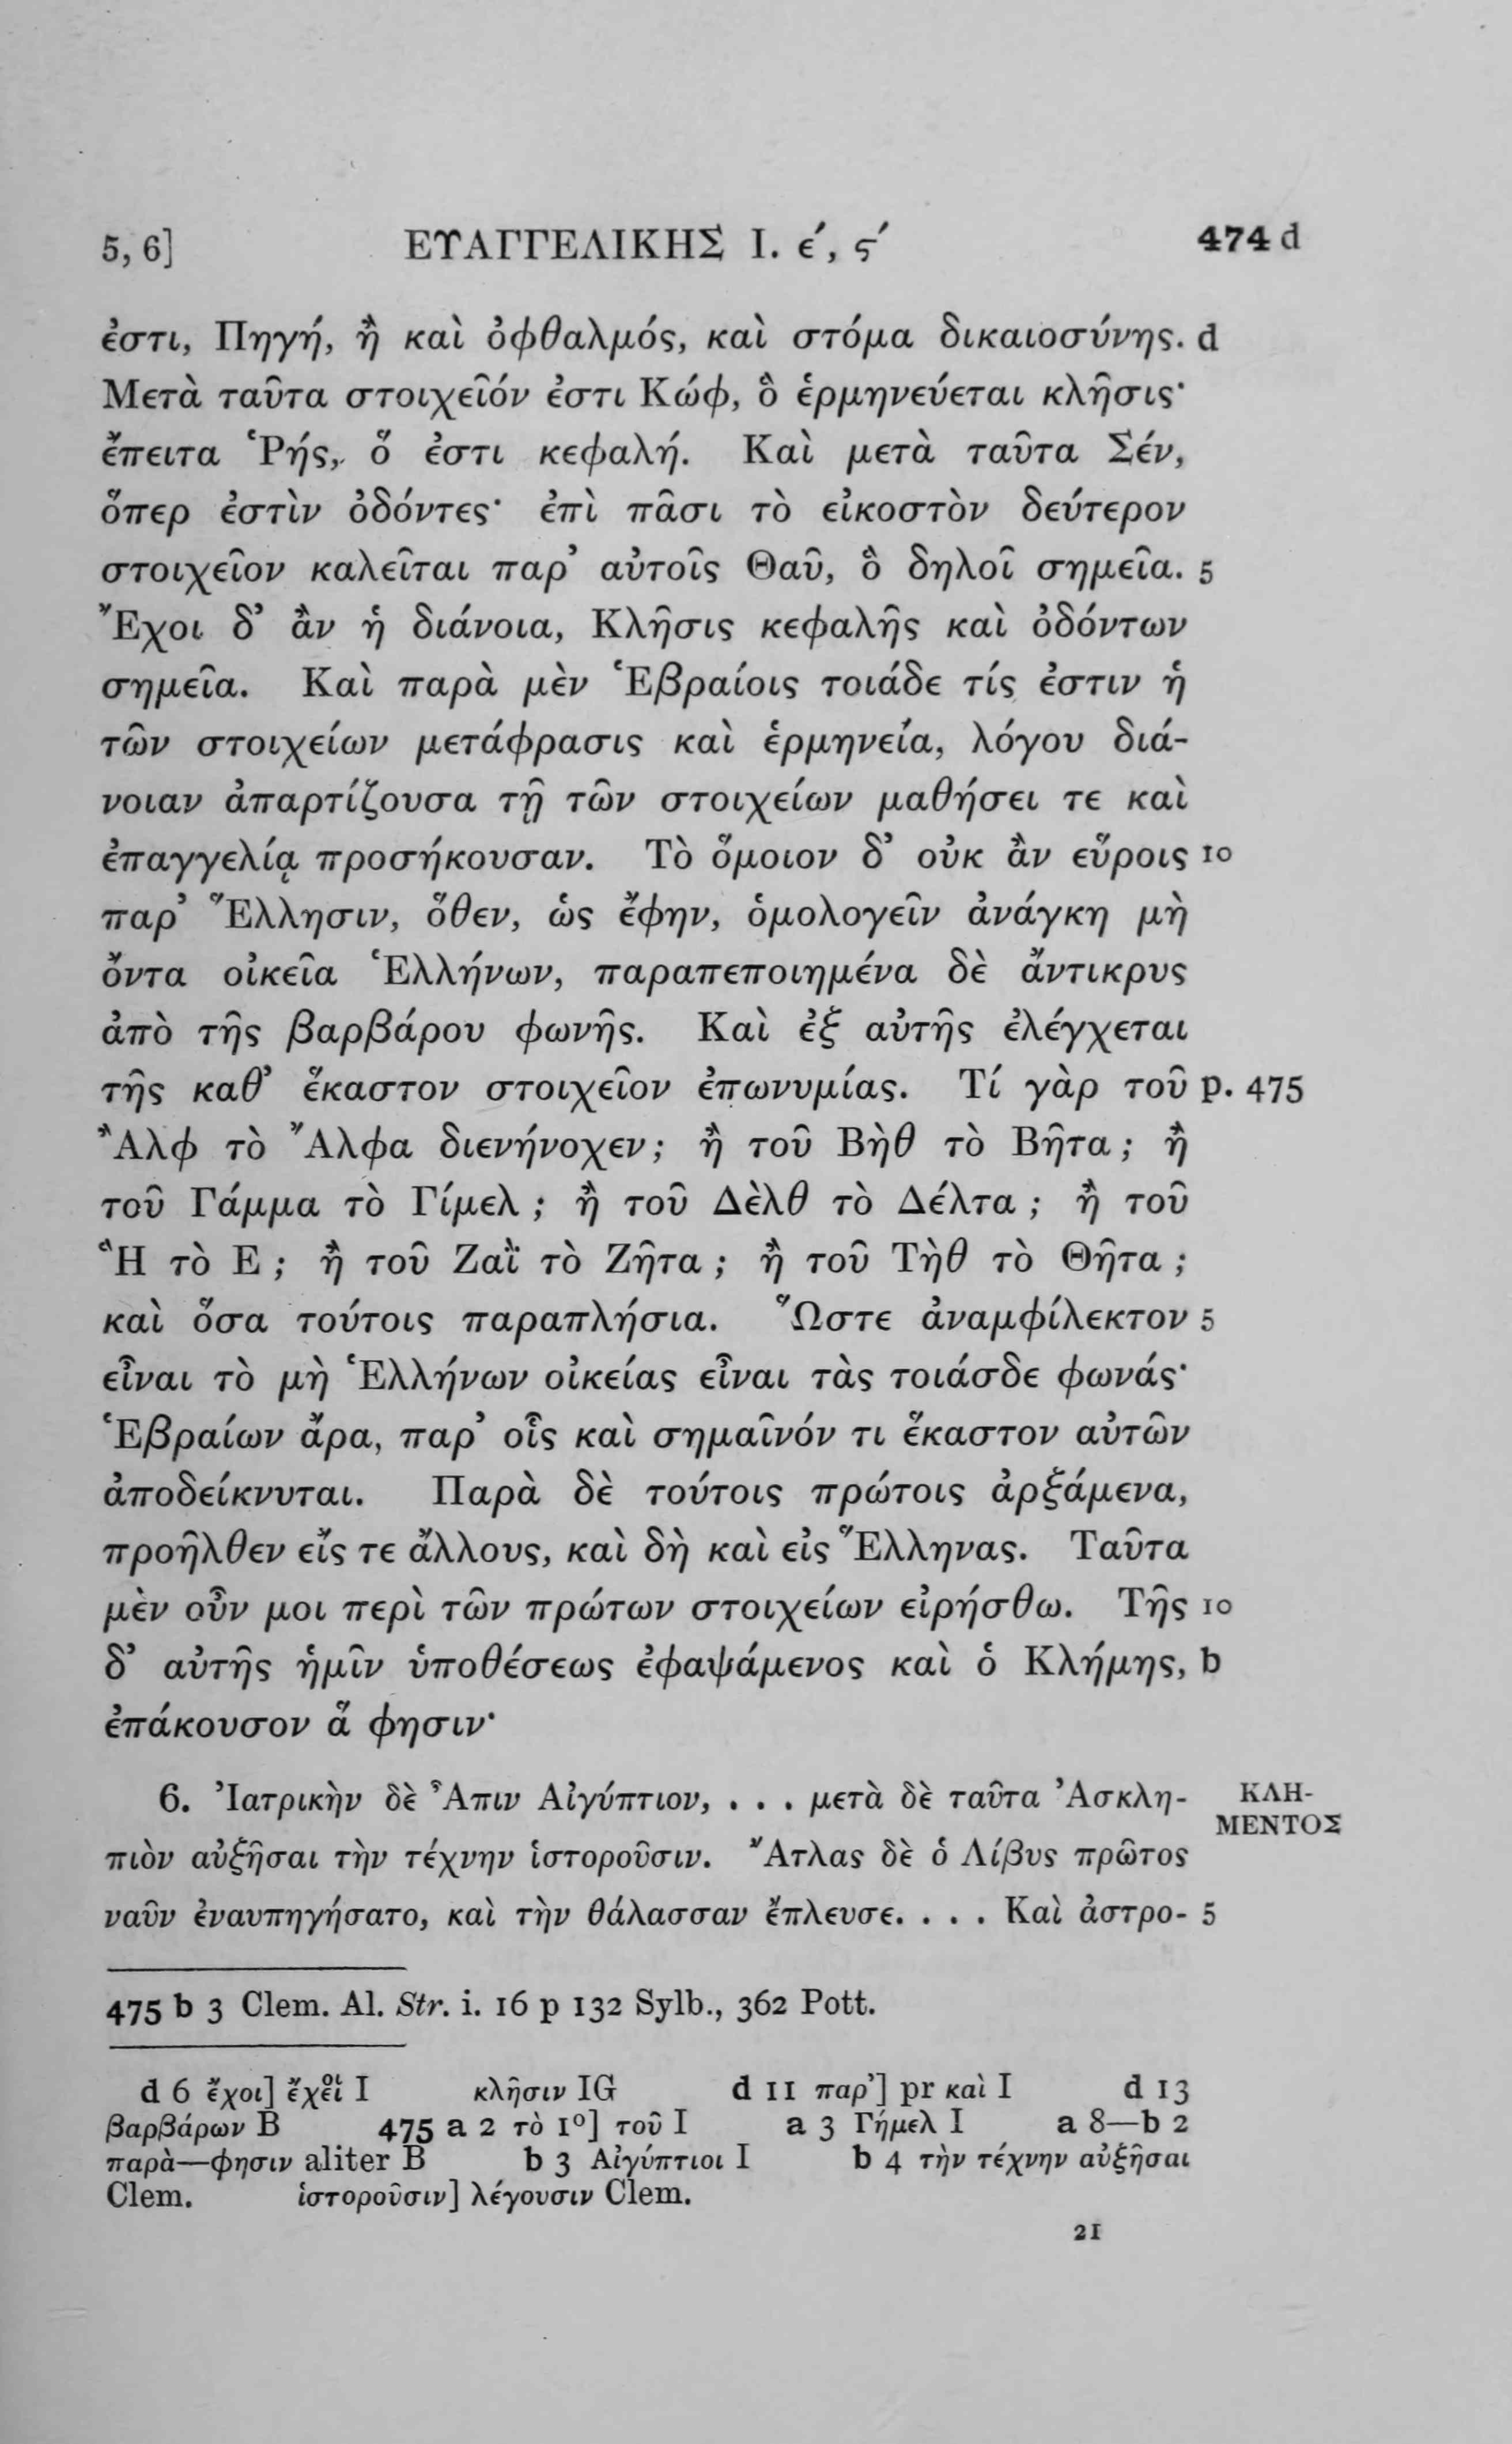 5, 6] ΕΥΑΓΓΕΛΙΚΗΣ Ι. ε΄, ς΄ 474 d
ἐστι, Πηγή, ἢ καὶ ὀφθαλμός, καὶ στόμα δικαιοσύνης. d
Μετὰ ταῦτα στοιχεῖόν ἐστι Κώφ, ὃ ἑρμηνεύεται κλῆσις·
ἔπειτα Ῥής, ὅ ἐστι κεφαλή. Καὶ μετὰ ταῦτα Σέν,
ὅπερ ἐστὶν ὀδόντες· ἐπὶ πᾶσι τὸ εἰκοστὸν δεύτερον
στοιχεῖον καλεῖται παρ’ αὐτοῖς Θαῦ, ὃ δηλοῖ σημεῖα. 5
Ἔχοι δ’ ἂν ἡ διάνοια, Κλῆσις κεφαλῆς καὶ ὀδόντων
σημεῖα. Καὶ παρὰ μὲν Ἑβραίοις τοιάδε τίς ἐστιν ἡ
τῶν στοιχείων μετάφρασις καὶ ἑρμηνεία, λόγου διά-
νοιαν ἀπαρτίζουσα τῇ τῶν στοιχείων μαθήσει τε καὶ
ἐπαγγελίᾳ προσήκουσαν. Τὸ ὅμοιον δ’ οὐκ ἂν εὕροις 10
παρ’ Ἕλλησιν, ὅθεν, ὡς ἔφην, ὁμολογεῖν ἀνάγκη μὴ
ὄντα οἰκεῖα Ἑλλήνων, παραπεποιημένα δὲ ἄντικρυς
ἀπὸ τῆς βαρβάρου φωνῆς. Καὶ ἐξ αὐτῆς ἐλέγχεται
τῆς καθ’ ἕκαστον στοιχεῖον ἐπωνυμίας. Τί γὰρ τοῦ p. 475
Ἂλφ τὸ Ἄλφα διενήνοχεν; ἢ τοῦ Βὴθ τὸ Βῆτα; ἢ
τοῦ Γάμμα τὸ Γίμελ; ἢ τοῦ Δὲλθ τὸ Δέλτα; ἢ τοῦ
Ἣ τὸ Ε; ἢ τοῦ Ζαῒ τὸ Ζῆτα; ἢ τοῦ Τὴθ τὸ Θῆτα;
καὶ ὅσα τούτοις παραπλήσια. Ὥστε ἀναμφίλεκτον 5
εἶναι τὸ μὴ Ἑλλήνων οἰκείας εἶναι τὰς τοιάσδε φωνάς·
Ἑβραίων ἄρα, παρ’ οἷς καὶ σημαῖνόν τι ἕκαστον αὐτῶν
ἀποδείκνυται. Παρὰ δὲ τούτοις πρώτοις ἀρξάμενα,
προῆλθεν εἴς τε ἄλλους, καὶ δὴ καὶ εἰς Ἕλληνας. Ταῦτα
μὲν οὖν μοι περὶ τῶν πρώτων στοιχείων εἰρήσθω. Τῆς 10
δ’ αὐτῆς ἡμῖν ὑποθέσεως ἐφαψάμενος καὶ ὁ Κλήμης, b
ἐπάκουσον ἅ φησιν·
6. Ἰατρικὴν δὲ Ἆπιν Αἰγύπτιον, . . . μετὰ δὲ ταῦτα Ἀσκλη- ΚΛΗ-
ΜΕΝΤΟΣ
πιὸν αὐξῆσαι τὴν τέχνην ἱστοροῦσιν. Ἄτλας δὲ ὁ Λίβυς πρῶτος
ναῦν ἐναυπηγήσατο, καὶ τὴν θάλασσαν ἔπλευσε. . . . Καὶ ἀστρο- 5
475 b 3 Clem. Al. Str. i. 16 p 132 Sylb., 362 Pott.
d 6 ἔχοι] ἔχεῖοι I κλῆσιν IG d 11 παρ’] pr καὶ I d 13
βαρβάρων B 475 a 2 τὸ 1º] τοῦ I a 3 Γήμελ I a 8—b 2
παρὰ—φησιν aliter B b 3 Αἰγύπτιοι I b 4 τὴν τέχνην αὐξῆσαι
Clem. ἱστοροῦσιν] λέγουσιν Clem.
21